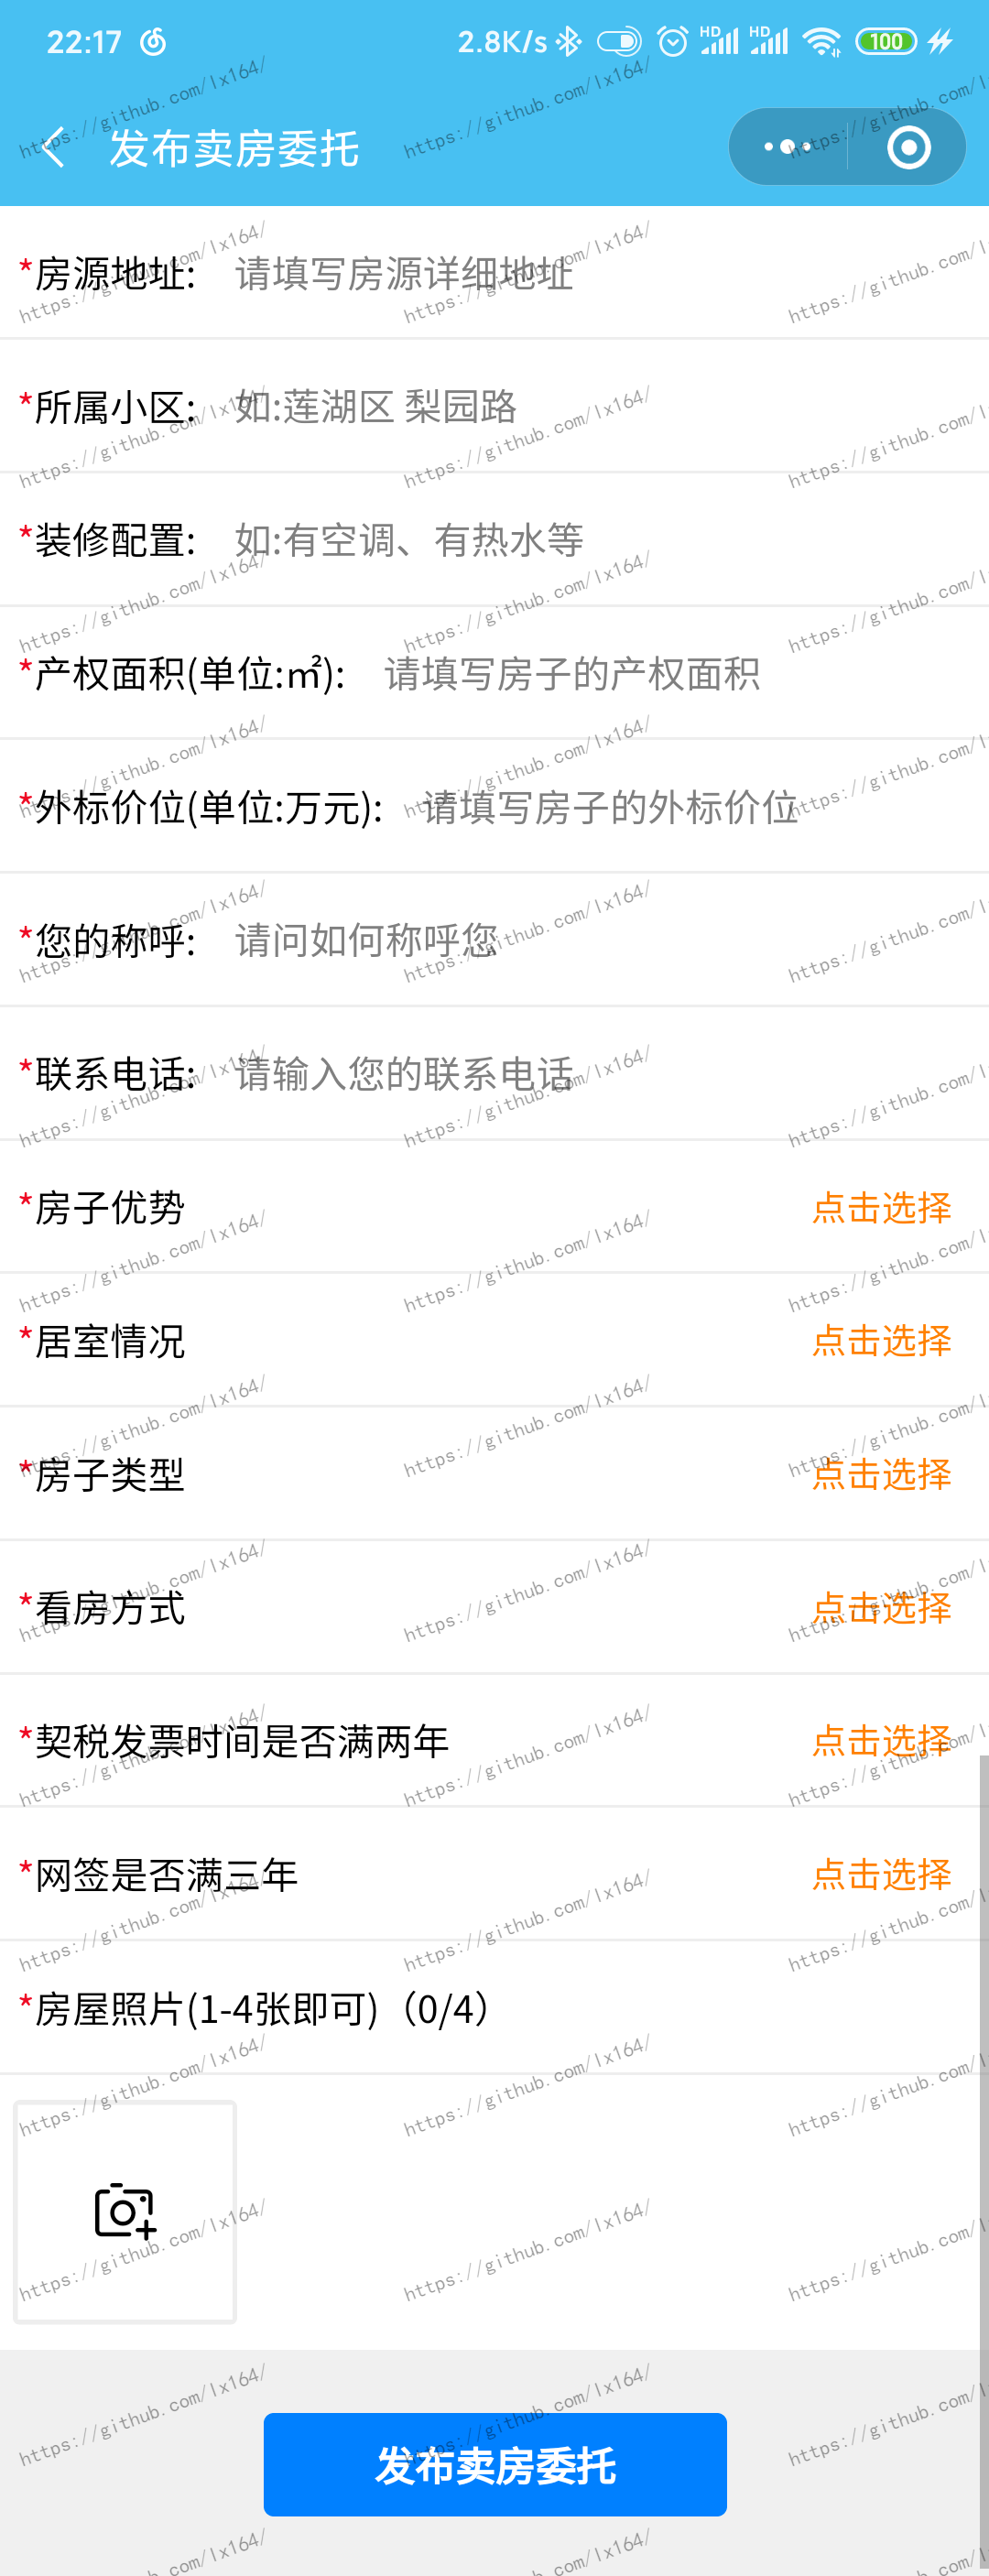 22:17 2.8K/s HD HD 100
发布卖房委托
*房源地址: 请填写房源详细地址
*所属小区: 如:莲湖区 梨园路
*装修配置: 如:有空调、有热水等
*产权面积(单位:㎡): 请填写房子的产权面积
*外标价位(单位:万元): 请填写房子的外标价位
*您的称呼: 请问如何称呼您
*联系电话: 请输入您的联系电话
*房子优势 点击选择
*居室情况 点击选择
*房子类型 点击选择
*看房方式 点击选择
*契税发票时间是否满两年 点击选择
*网签是否满三年 点击选择
*房屋照片(1-4张即可)（0/4）
发布卖房委托
https://github.com/lx164/